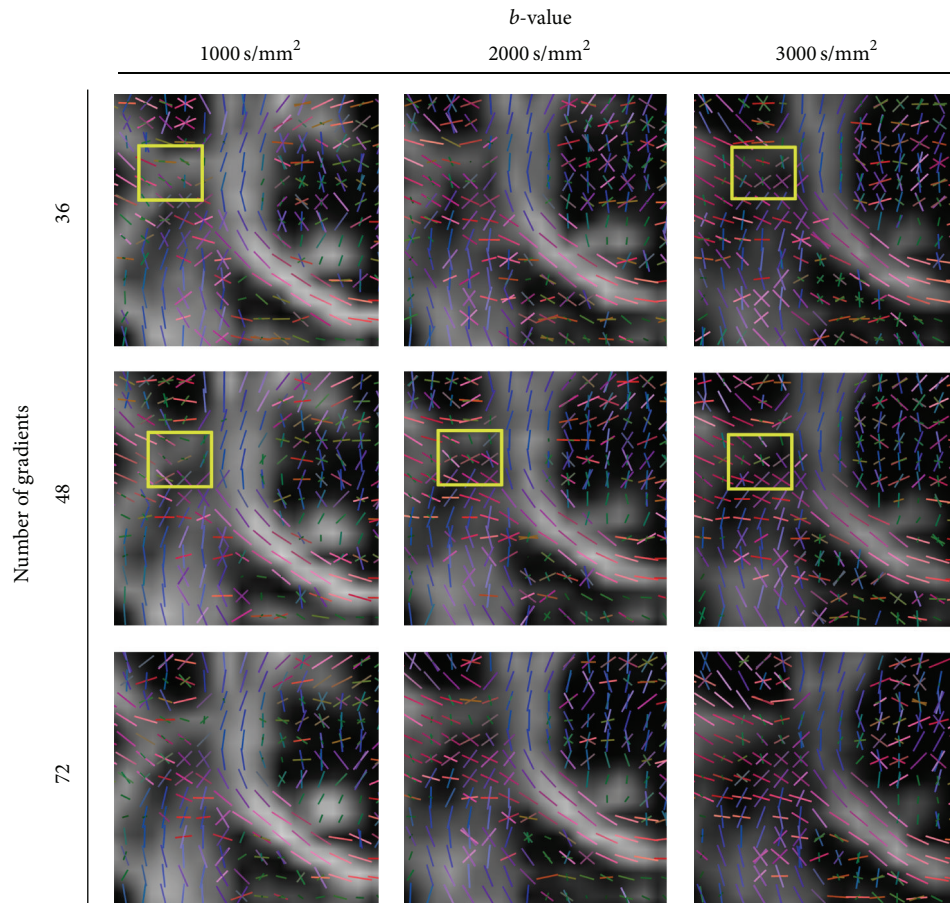 b-value
1000 s/mm²
2000 s/mm²
3000 s/mm²
Number of gradients
36
48
72